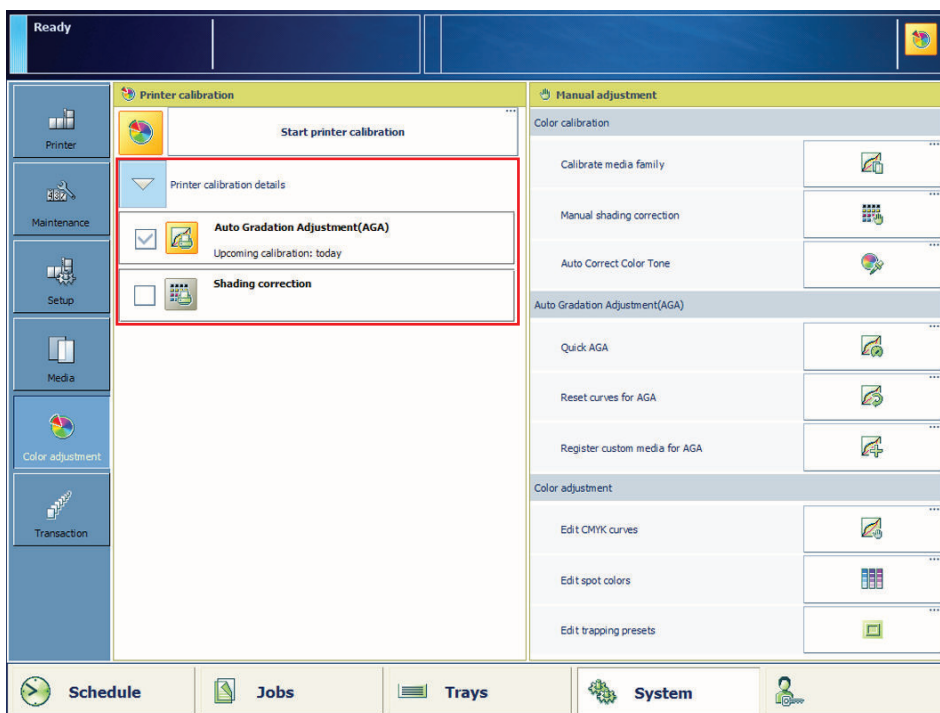 Ready
Printer
Maintenance
Setup
Media
Color adjustment
Transaction
Printer calibration
Start printer calibration
Printer calibration details
Auto Gradation Adjustment(AGA)
Upcoming calibration: today
Shading correction
Manual adjustment
Color calibration
Calibrate media family
Manual shading correction
Auto Correct Color Tone
Auto Gradation Adjustment(AGA)
Quick AGA
Reset curves for AGA
Register custom media for AGA
Color adjustment
Edit CMYK curves
Edit spot colors
Edit trapping presets
Schedule
Jobs
Trays
System